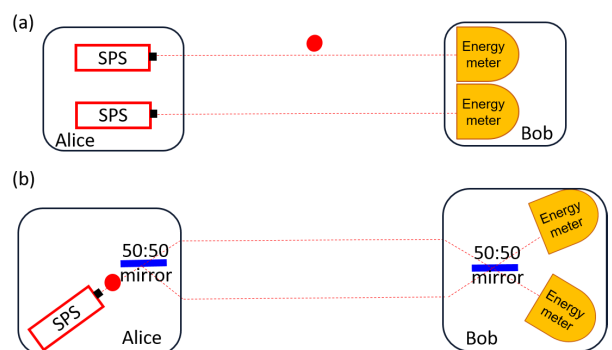 (a)
SPS
SPS
Alice
Energy
meter
Energy
meter
Bob
(b)
50:50
mirror
SPS
Alice
50:50
mirror
Energy
meter
Energy
meter
Bob